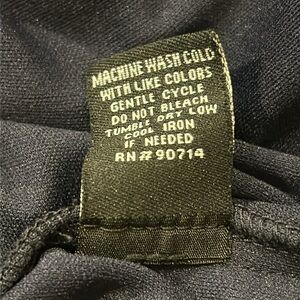 MACHINE WASH COLD
WITH LIKE COLORS
GENTLE CYCLE
DO NOT BLEACH
TUMBLE DRY LOW
COOL IRON
IF NEEDED
RN# 90714